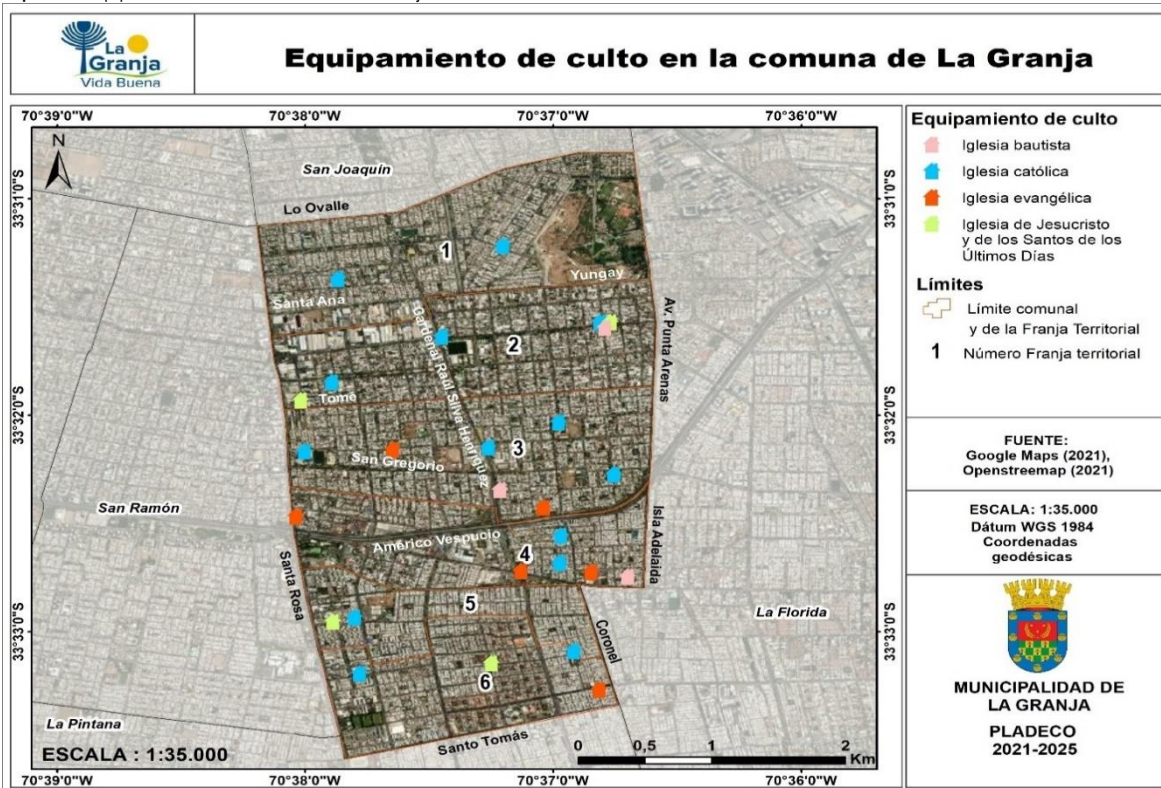 La
Granja
Vida Buena
Equipamiento de culto en la comuna de La Granja
70°39'0"W
70°38'0"W
70°37'0"W
70°36'0"W
33°31'0"S
33°32'0"S
33°33'0"S
N
San Joaquín
Lo Ovalle
1
Yungay
Santa Ana
Cardenal Raúl Silva Henríquez
2
Av. Punta Arenas
Tomé
3
San Gregorio
San Ramón
Américo Vespucio
Isla Adelaida
4
Santa Rosa
5
Coronel
La Florida
6
La Pintana
Santo Tomás
ESCALA : 1:35.000
0 0,5 1 2
Km
70°39'0"W
70°38'0"W
70°37'0"W
70°36'0"W
33°31'0"S
33°32'0"S
33°33'0"S
Equipamiento de culto
Iglesia bautista
Iglesia católica
Iglesia evangélica
Iglesia de Jesucristo
y de los Santos de los
Últimos Días
Límites
Límite comunal
y de la Franja Territorial
1 Número Franja territorial
FUENTE:
Google Maps (2021),
Openstreemap (2021)
ESCALA: 1:35.000
Dátum WGS 1984
Coordenadas
geodésicas
MUNICIPALIDAD DE
LA GRANJA
PLADECO
2021-2025